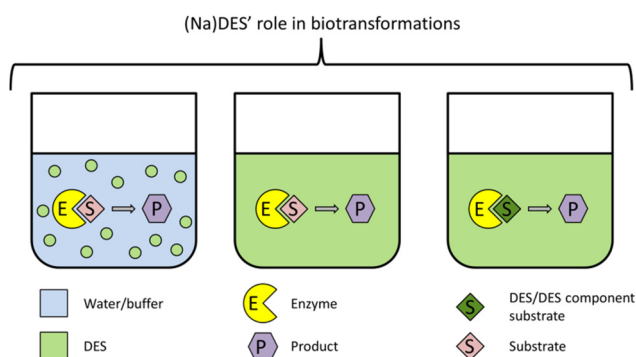 (Na)DES' role in biotransformations
E S P
E S P
E S P
Water/buffer
E Enzyme
S DES/DES component
substrate
DES
P Product
S Substrate